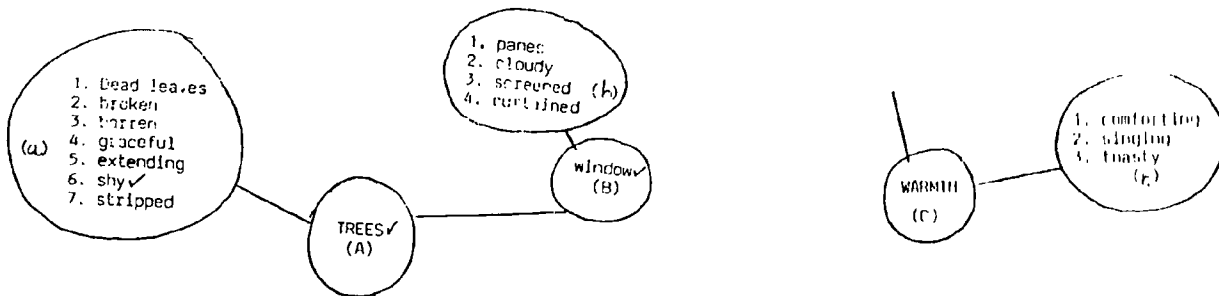 1. Dead leaves
2. broken
3. barren
4. graceful
5. extending
6. shy ✓
7. stripped
(a)
TREES ✓
(A)
1. panes
2. cloudy
3. screened
4. curtained
(b)
window ✓
(B)
WARMTH
(C)
1. comforting
2. singing
3. toasty
(c)